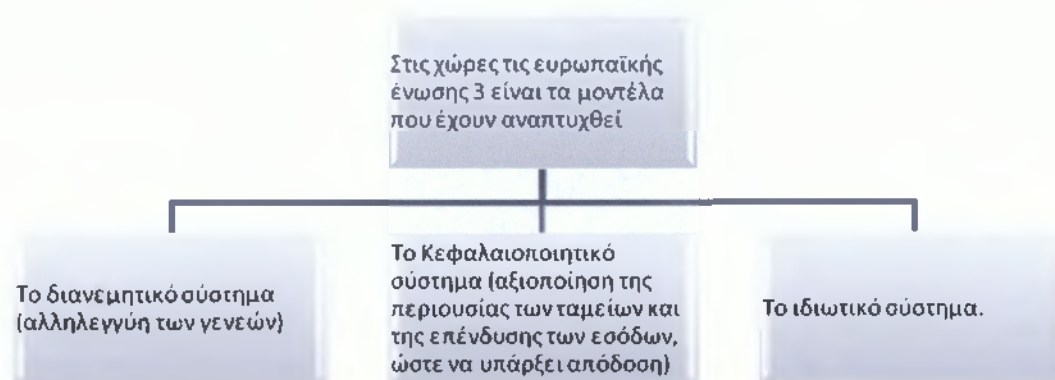 Στις χώρες τις ευρωπαϊκής
ένωσης 3 είναι τα μοντέλα
που έχουν αναπτυχθεί
Το διανεμητικό σύστημα
(αλληλεγγύη των γενεών)
Το Κεφαλαιοποιητικό
σύστημα (αξιοποίηση της
περιουσίας των ταμείων και
της επένδυσης των εσόδων,
ώστε να υπάρξει απόδοση)
Το ιδιωτικό σύστημα.